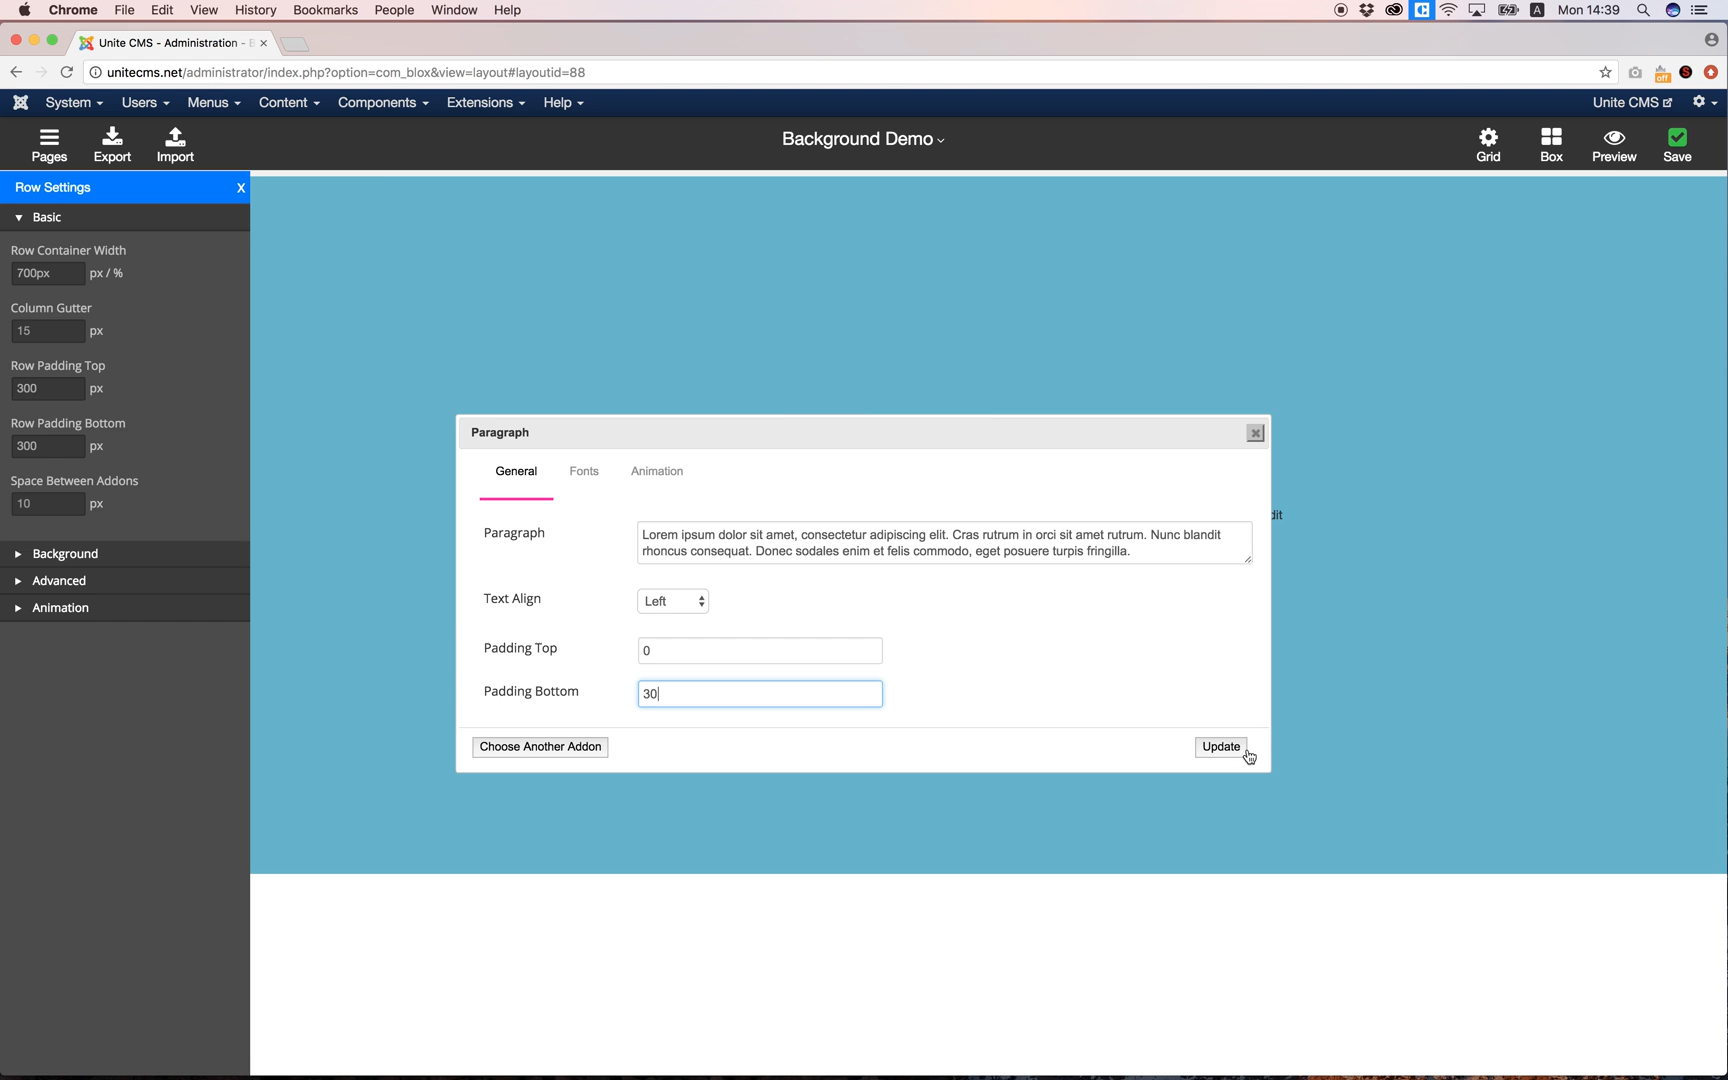 Chrome File Edit View History Bookmarks People Window Help A Mon 14:39
Unite CMS - Administration -
unitecms.net/administrator/index.php?option=com_blox&view=layout#layoutid=88
off S
System Users Menus Content Components Extensions Help Unite CMS
Pages Export Import Background Demo Grid Box Preview Save
Row Settings X
Basic
Row Container Width
700px px / %
Column Gutter
15 px
Row Padding Top
300 px
Row Padding Bottom
300 px
Space Between Addons
10 px
Background
Advanced
Animation
Paragraph
General Fonts Animation
Paragraph
Lorem ipsum dolor sit amet, consectetur adipiscing elit. Cras rutrum in orci sit amet rutrum. Nunc blandit
rhoncus consequat. Donec sodales enim et felis commodo, eget posuere turpis fringilla.
Text Align Left
Padding Top 0
Padding Bottom 30
Choose Another Addon Update